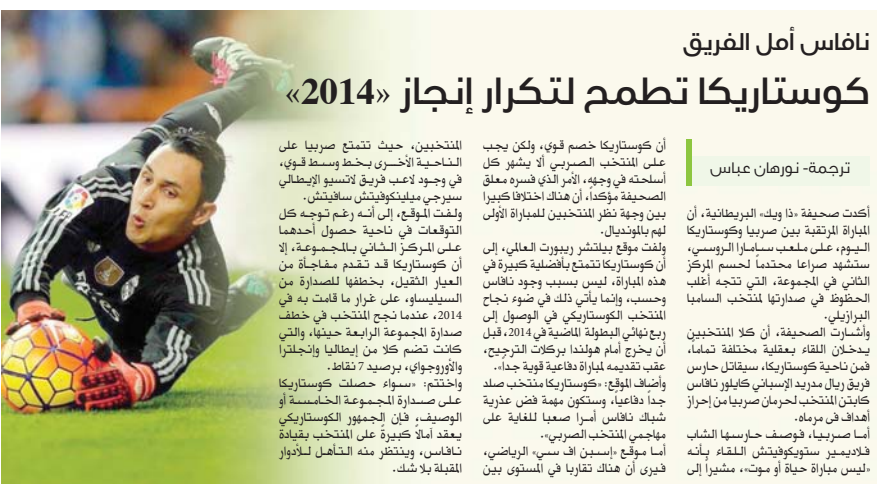 نافاس أمل الفريق
كوستاريكا تطمح لتكرار إنجاز «2014»
ترجمة- نورهان عباس
أكدت صحيفة «ذا ويك» البريطانية، أن
المباراة المرتقبة بين صربيا وكوستاريكا
اليوم، على ملعب سامارا الروسي،
ستشهد صراعا محتدماً لحسم المركز
الثاني في المجموعة، التي تتجه أغلب
الحظوظ في صدارتها لمنتخب السامبا
البرازيلي.
وأشارت الصحيفة، أن كلا المنتخبين
يدخلان اللقاء بعقلية مختلفة تماما،
فمن ناحية كوستاريكا، سيقاتل حارس
فريق ريال مدريد الإسباني كايلور نافاس
كابتن المنتخب لحرمان صربيا من إحراز
أهداف في مرماه.
أما صربيا، فوصف حارسها الشاب
فلاديمير ستويكوفيتش اللقاء بأنه
«ليس مباراة حياة أو موت»، مشيراً إلى
أن كوستاريكا خصم قوي، ولكن يجب
على المنتخب الصربي ألا يشهر كل
أسلحته في وجهه، الأمر الذي فسره معلق
الصحيفة مؤكداً، أن هناك اختلافا كبيرا
بين وجهة نظر المنتخبين للمباراة الأولى
لهم بالمونديال.
ولفت موقع بيلتشر ريبورت العالمي، إلى
أن كوستاريكا تتمتع بأفضلية كبيرة في
هذه المباراة، ليس بسبب وجود نافاس
وحسب، وإنما يأتي ذلك في ضوء نجاح
المنتخب الكوستاريكي في الوصول إلى
ربع نهائي البطولة الماضية في 2014، قبل
أن يخرج أمام هولندا بركلات الترجيح،
عقب تقديمه لمباراة دفاعية قوية جدا».
وأضاف الموقع: «كوستاريكا منتخب صلد
جداً دفاعيا، وستكون مهمة فض عذرية
شباك نافاس أمرا صعبا للغاية على
مهاجمي المنتخب الصربي».
أما موقع «إسبن اف سي» الرياضي،
فيرى أن هناك تقاربا في المستوى بين
المنتخبين، حيث تتمتع صربيا على
الناحية الأخرى بخط وسط قوي،
في وجود لاعب فريق لاتسيو الإيطالي
سيرجي ميلينكوفيتش سافيتش.
ولفت الموقع، إلى أنه رغم توجه كل
التوقعات في ناحية حصول أحدهما
على المركز الثاني بالمجموعة، إلا
أن كوستاريكا قد تقدم مفاجأة من
العيار الثقيل، بخطفها للصدارة من
السيليساو، على غرار ما قامت به في
2014، عندما نجح المنتخب في خطف
صدارة المجموعة الرابعة حينها، والتي
كانت تضم كلا من إيطاليا وإنجلترا
والأوروجواي، برصيد 7 نقاط.
واختتم: «سواء حصلت كوستاريكا
على صدارة المجموعة الخامسة أو
الوصيف، فإن الجمهور الكوستاريكي
يعقد آمالاً كبيرةً على المنتخب بقيادة
نافاس، وينتظر منه التأهل للأدوار
المقبلة بلا شك.